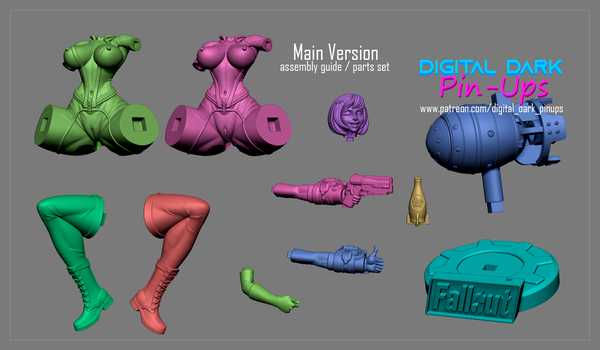 Main Version
assembly guide / parts set
DIGITAL DARK
Pin-Ups
www.patreon.com/digital_dark_pinups
Fallout